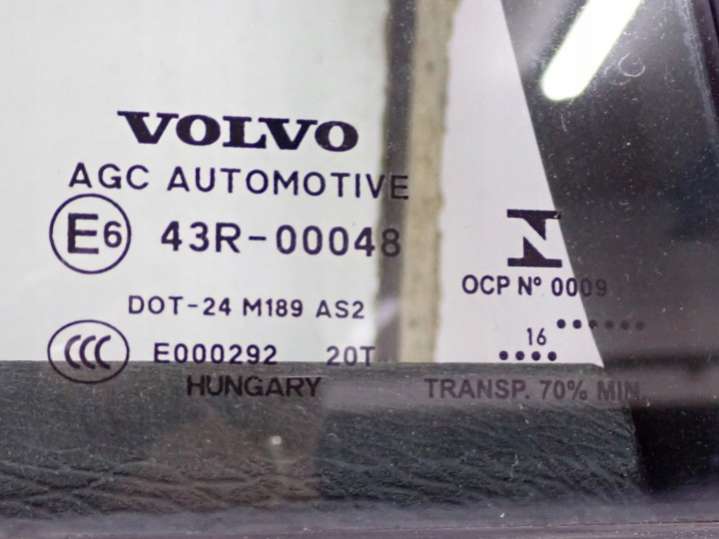 VOLVO
AGC AUTOMOTIVE
E6 43R-00048
DOT-24 M189 AS2
CCC E000292 20T
HUNGARY
N
OCP Nº 0009
16
TRANSP. 70% MIN